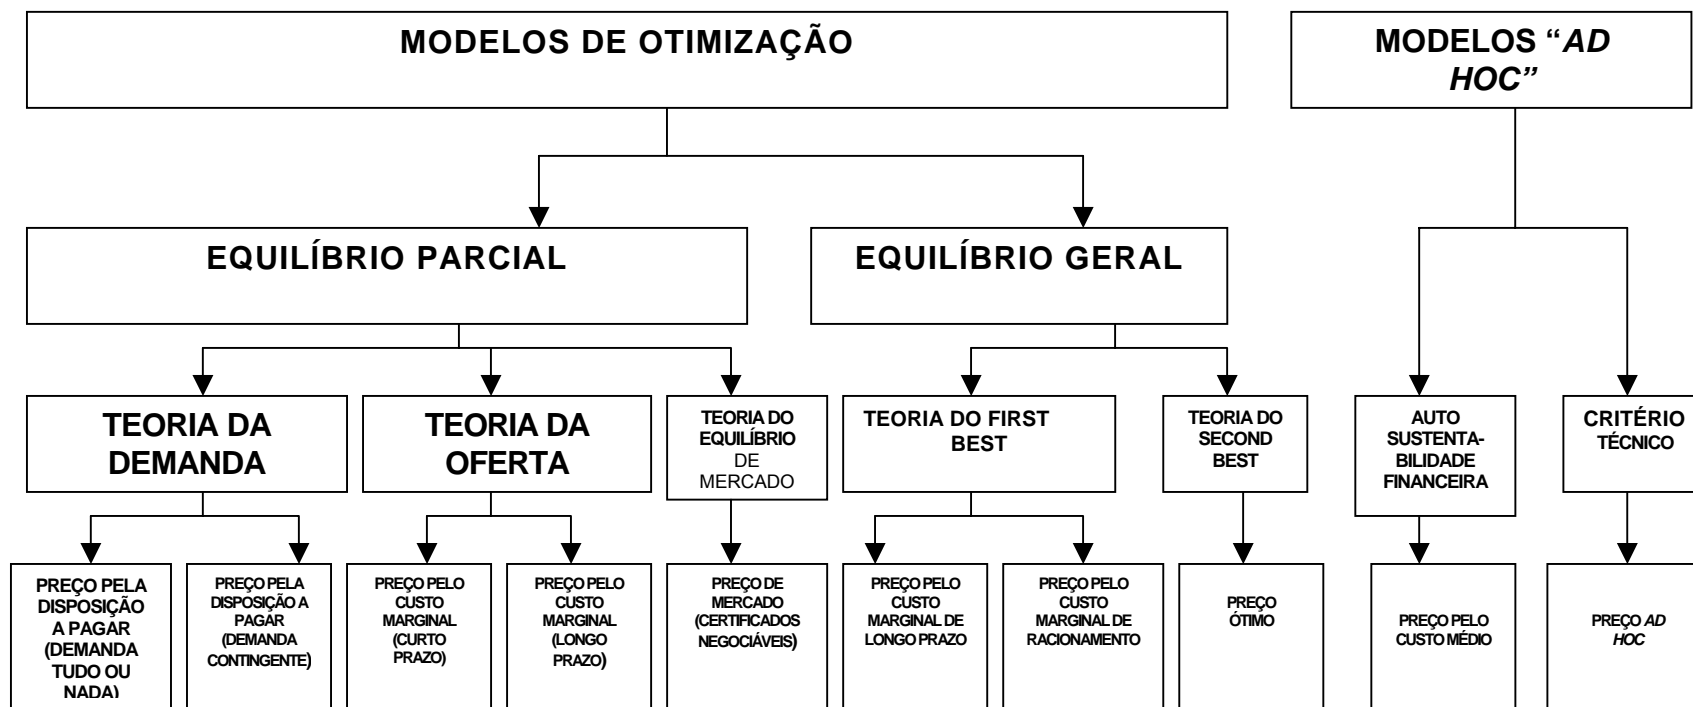 MODELOS DE OTIMIZAÇÃO
MODELOS “AD
HOC”
EQUILÍBRIO PARCIAL
EQUILÍBRIO GERAL
TEORIA DA
DEMANDA
TEORIA DA
OFERTA
TEORIA DO
EQUILÍBRIO
DE
MERCADO
TEORIA DO FIRST
BEST
TEORIA DO
SECOND
BEST
AUTO
SUSTENTA-
BILIDADE
FINANCEIRA
CRITÉRIO
TÉCNICO
PREÇO PELA
DISPOSIÇÃO
A PAGAR
(DEMANDA
TUDO OU
NADA)
PREÇO PELA
DISPOSIÇÃO A
PAGAR
(DEMANDA
CONTINGENTE)
PREÇO PELO
CUSTO
MARGINAL
(CURTO
PRAZO)
PREÇO PELO
CUSTO
MARGINAL
(LONGO
PRAZO)
PREÇO DE
MERCADO
(CERTIFICADOS
NEGOCIÁVEIS)
PREÇO PELO
CUSTO
MARGINAL DE
LONGO PRAZO
PREÇO PELO
CUSTO
MARGINAL DE
RACIONAMENTO
PREÇO
ÓTIMO
PREÇO PELO
CUSTO MÉDIO
PREÇO AD
HOC